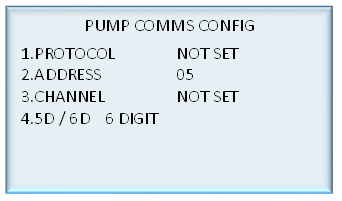 PUMP COMMS CONFIG
1.PROTOCOL NOT SET
2.ADDRESS 05
3.CHANNEL NOT SET
4.5D / 6D 6 DIGIT